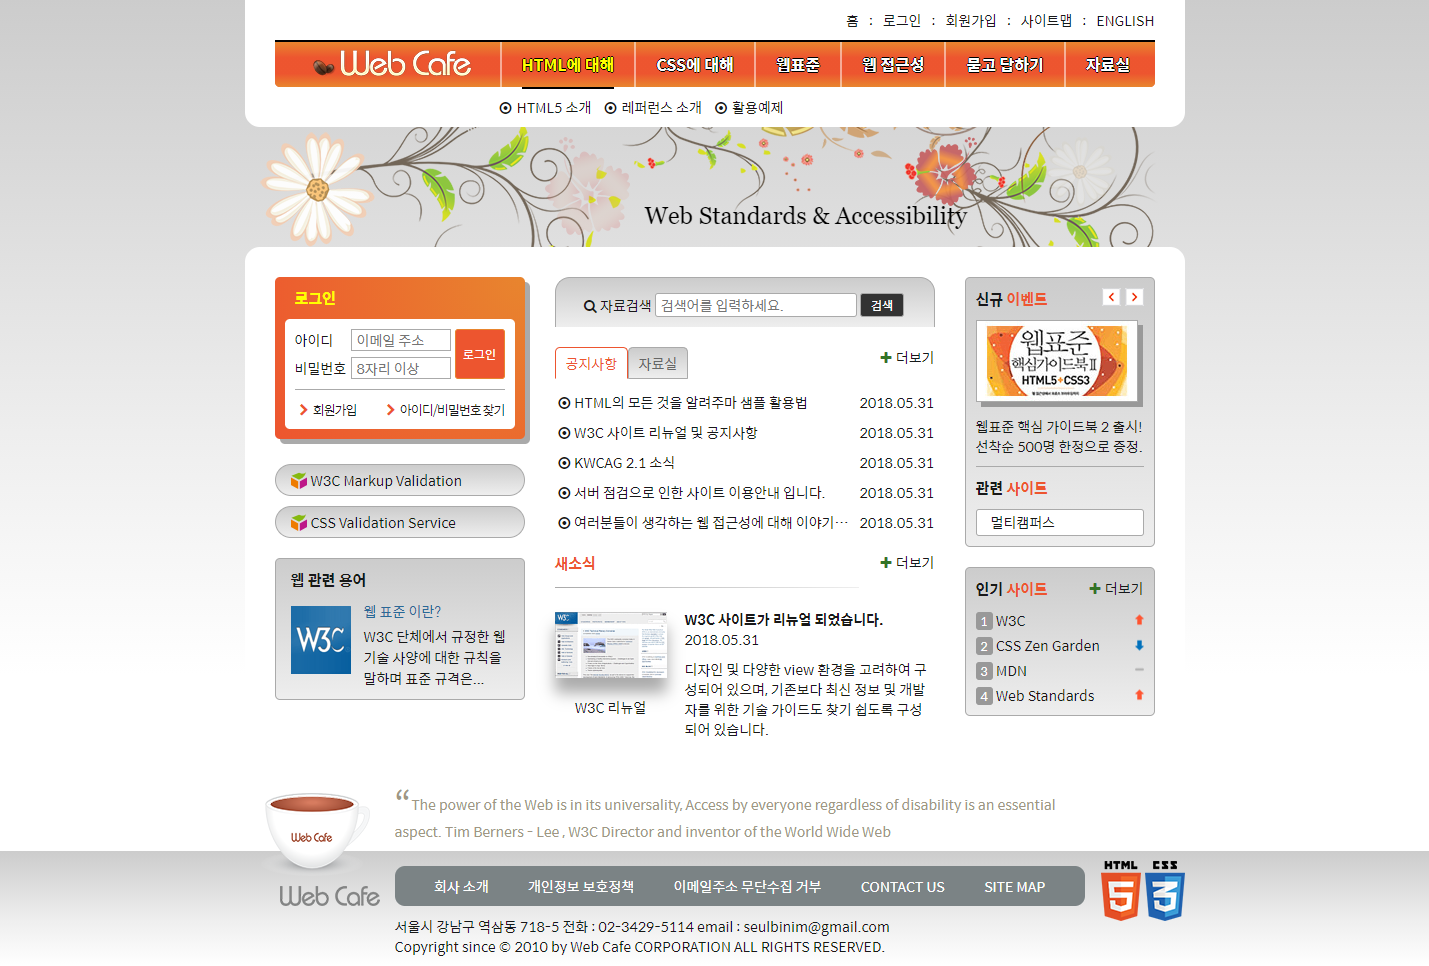 홈 : 로그인 : 회원가입 : 사이트맵 : ENGLISH
Web Cafe HTML에 대해 CSS에 대해 웹표준 웹 접근성 묻고 답하기 자료실
HTML5 소개 레퍼런스 소개 활용예제
Web Standards & Accessibility
로그인
아이디 이메일 주소
비밀번호 8자리 이상
로그인
회원가입 아이디/비밀번호 찾기
W3C Markup Validation
CSS Validation Service
웹 관련 용어
W3C
웹 표준 이란?
W3C 단체에서 규정한 웹
기술 사양에 대한 규칙을
말하며 표준 규격은...
자료검색 검색어를 입력하세요. 검색
공지사항 자료실 더보기
HTML의 모든 것을 알려주마 샘플 활용법 2018.05.31
W3C 사이트 리뉴얼 및 공지사항 2018.05.31
KWCAG 2.1 소식 2018.05.31
서버 점검으로 인한 사이트 이용안내 입니다. 2018.05.31
여러분들이 생각하는 웹 접근성에 대해 이야기… 2018.05.31
새소식 더보기
W3C
W3C 리뉴얼
W3C 사이트가 리뉴얼 되었습니다.
2018.05.31
디자인 및 다양한 view 환경을 고려하여 구
성되어 있으며, 기존보다 최신 정보 및 개발
자를 위한 기술 가이드도 찾기 쉽도록 구성
되어 있습니다.
신규 이벤트
웹표준
핵심가이드북 II
HTML5+CSS3
웹표준 핵심 가이드북 2 출시!
선착순 500명 한정으로 증정.
관련 사이트
멀티캠퍼스
인기 사이트 더보기
1 W3C
2 CSS Zen Garden
3 MDN
4 Web Standards
Web Cafe
Web Cafe
“The power of the Web is in its universality, Access by everyone regardless of disability is an essential
aspect. Tim Berners - Lee , W3C Director and inventor of the World Wide Web
회사 소개 개인정보 보호정책 이메일주소 무단수집 거부 CONTACT US SITE MAP
HTML 5 CSS 3
서울시 강남구 역삼동 718-5 전화 : 02-3429-5114 email : seulbinim@gmail.com
Copyright since © 2010 by Web Cafe CORPORATION ALL RIGHTS RESERVED.